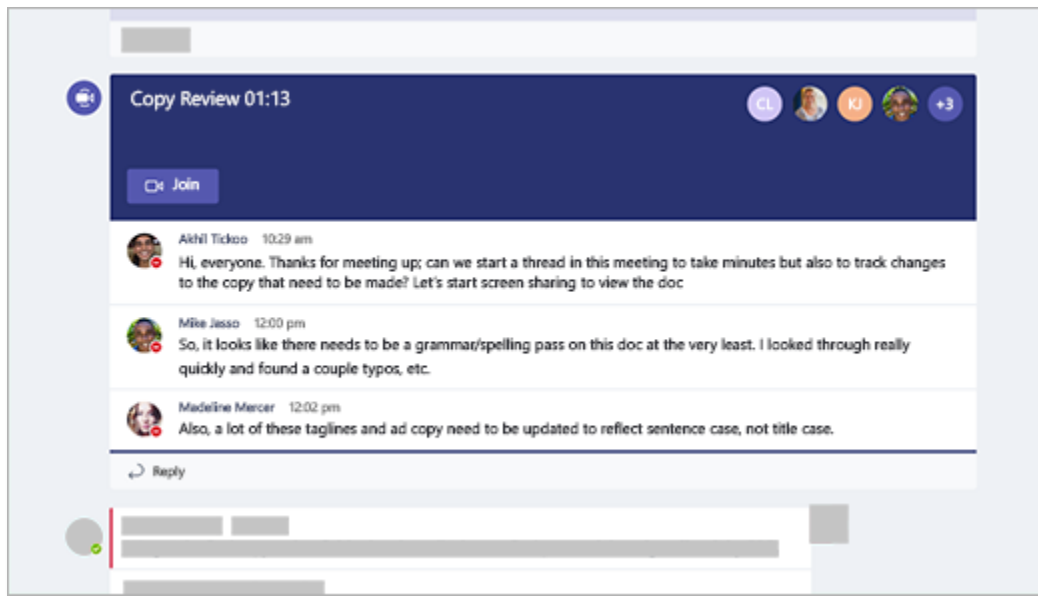 Copy Review 01:13
CL
KJ
+3
Join
Akhil Tickoo 10:29 am
Hi, everyone. Thanks for meeting up; can we start a thread in this meeting to take minutes but also to track changes
to the copy that need to be made? Let's start screen sharing to view the doc
Mike Jasso 12:00 pm
So, it looks like there needs to be a grammar/spelling pass on this doc at the very least. I looked through really
quickly and found a couple typos, etc.
Madeline Mercer 12:02 pm
Also, a lot of these taglines and ad copy need to be updated to reflect sentence case, not title case.
Reply